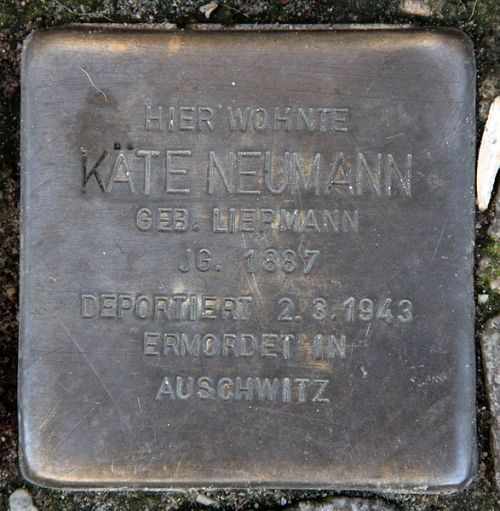 HIER WOHNTE
KÄTE NEUMANN
GEB. LIEPMANN
JG. 1887
DEPORTIERT 2.3.1943
ERMORDET IN
AUSCHWITZ